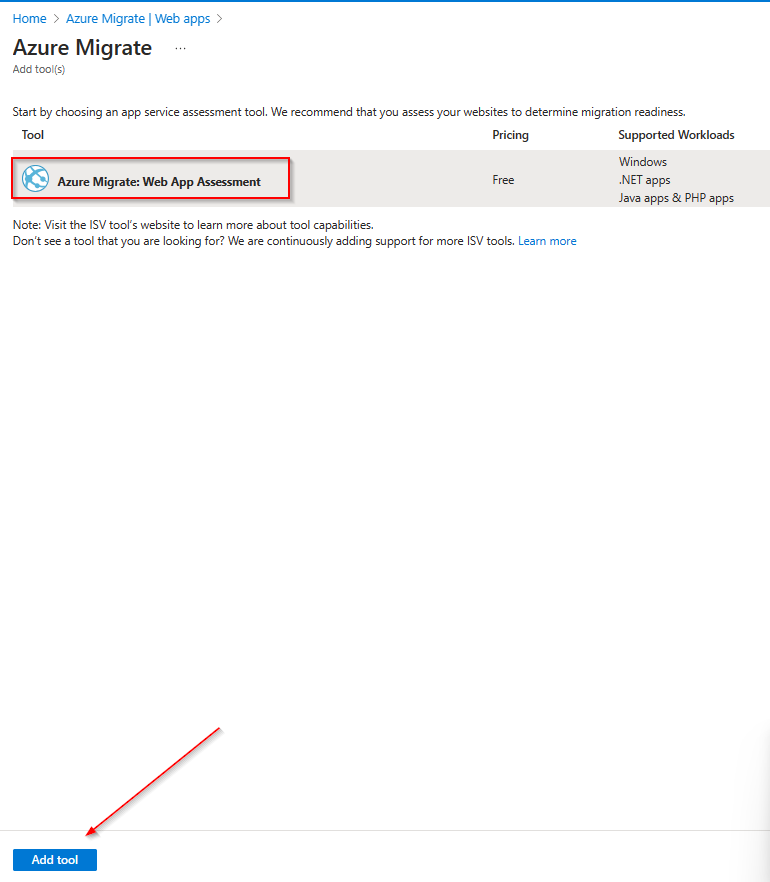 Home > Azure Migrate | Web apps >
Azure Migrate ...
Add tool(s)
Start by choosing an app service assessment tool. We recommend that you assess your websites to determine migration readiness.
Tool Pricing Supported Workloads
Azure Migrate: Web App Assessment Free Windows
.NET apps
Java apps & PHP apps
Note: Visit the ISV tool's website to learn more about tool capabilities.
Don't see a tool that you are looking for? We are continuously adding support for more ISV tools. Learn more
Add tool